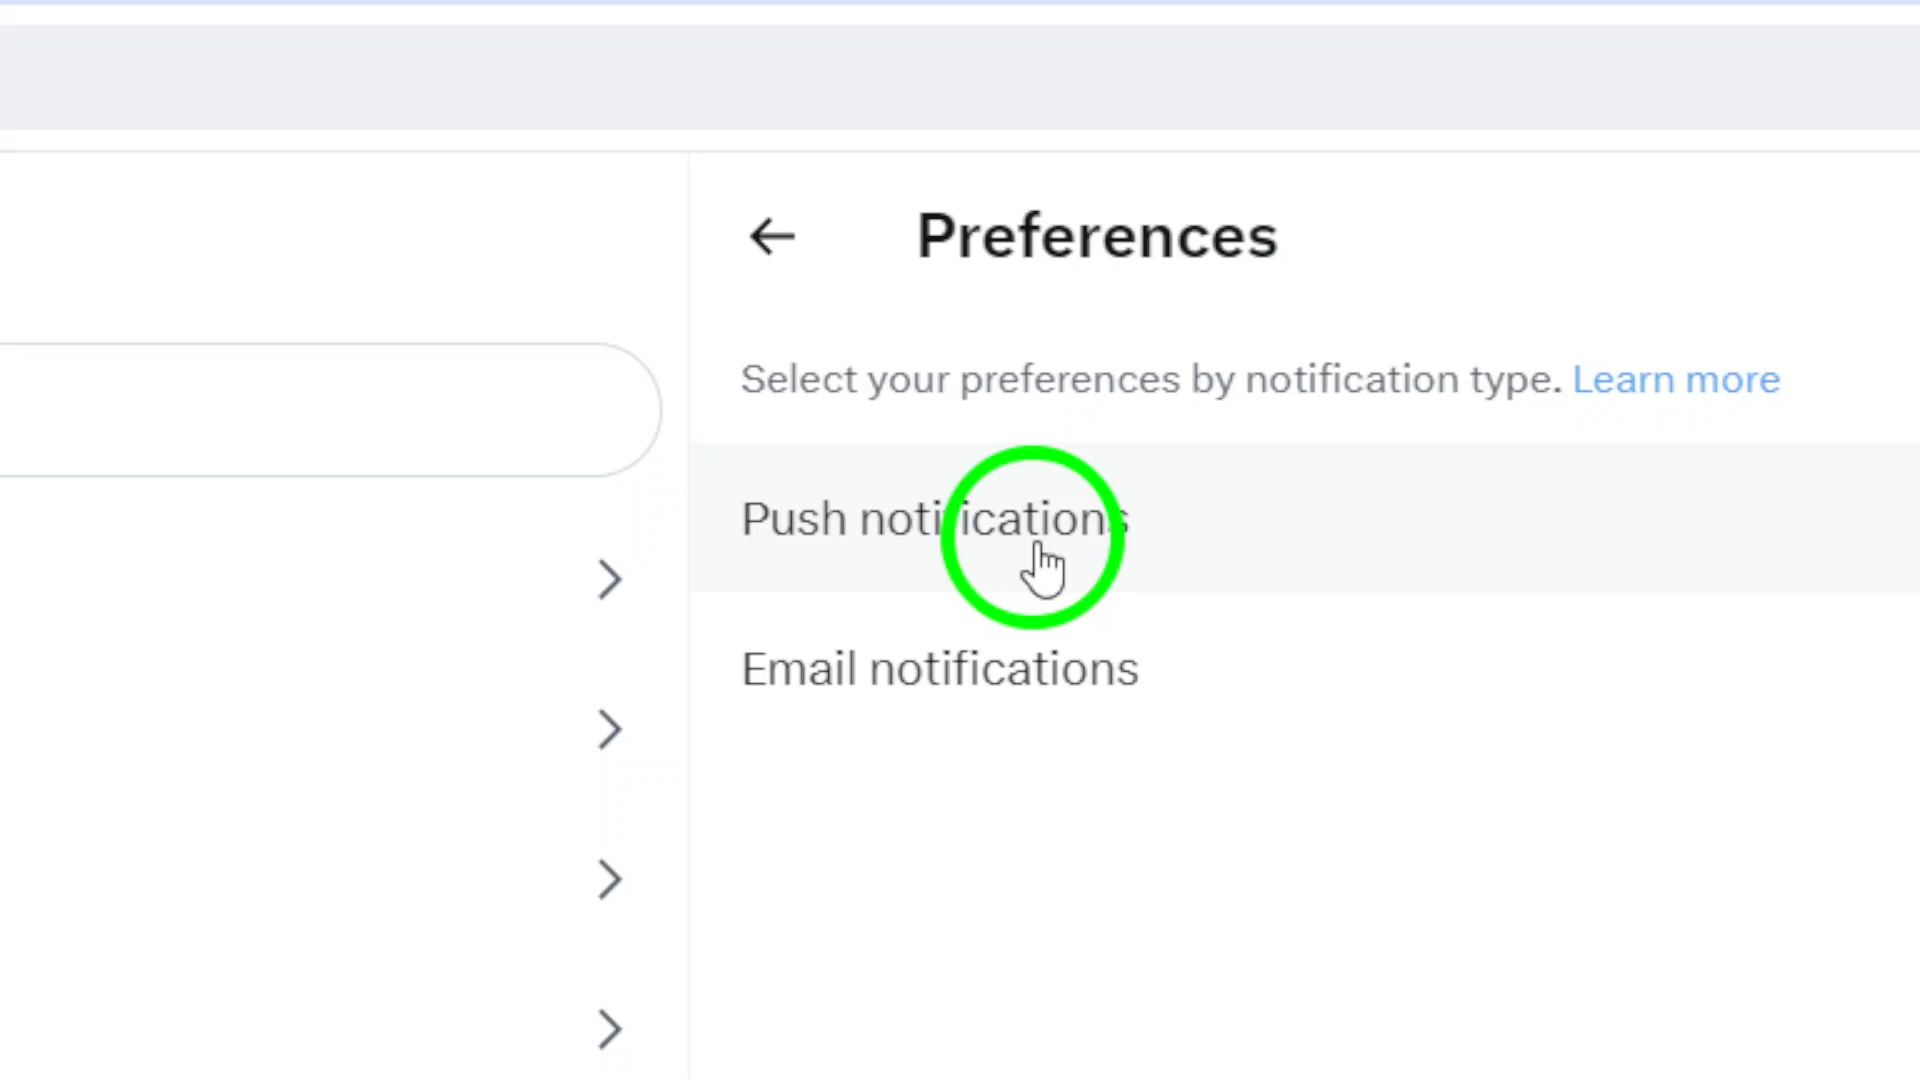 Preferences
Select your preferences by notification type. Learn more
Push notifications
Email notifications